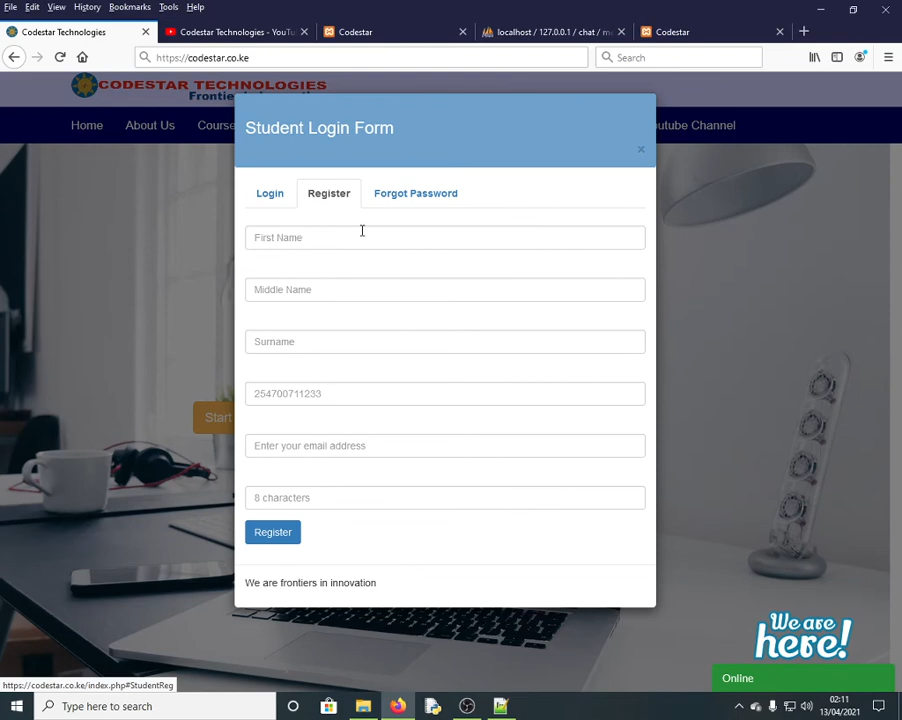 File Edit View History Bookmarks Tools Help
Codestar Technologies
Codestar Technologies - YouTu
Codestar
localhost / 127.0.0.1 / chat / me
Codestar
https://codestar.co.ke
Search
CODESTAR TECHNOLOGIES
Home About Us Course outube Channel
Student Login Form
×
Login Register Forgot Password
First Name
Middle Name
Surname
254700711233
Enter your email address
8 characters
Start
Register
We are frontiers in innovation
We are
here!
Online
https://codestar.co.ke/index.php#StudentReg
Type here to search
02:11
13/04/2021